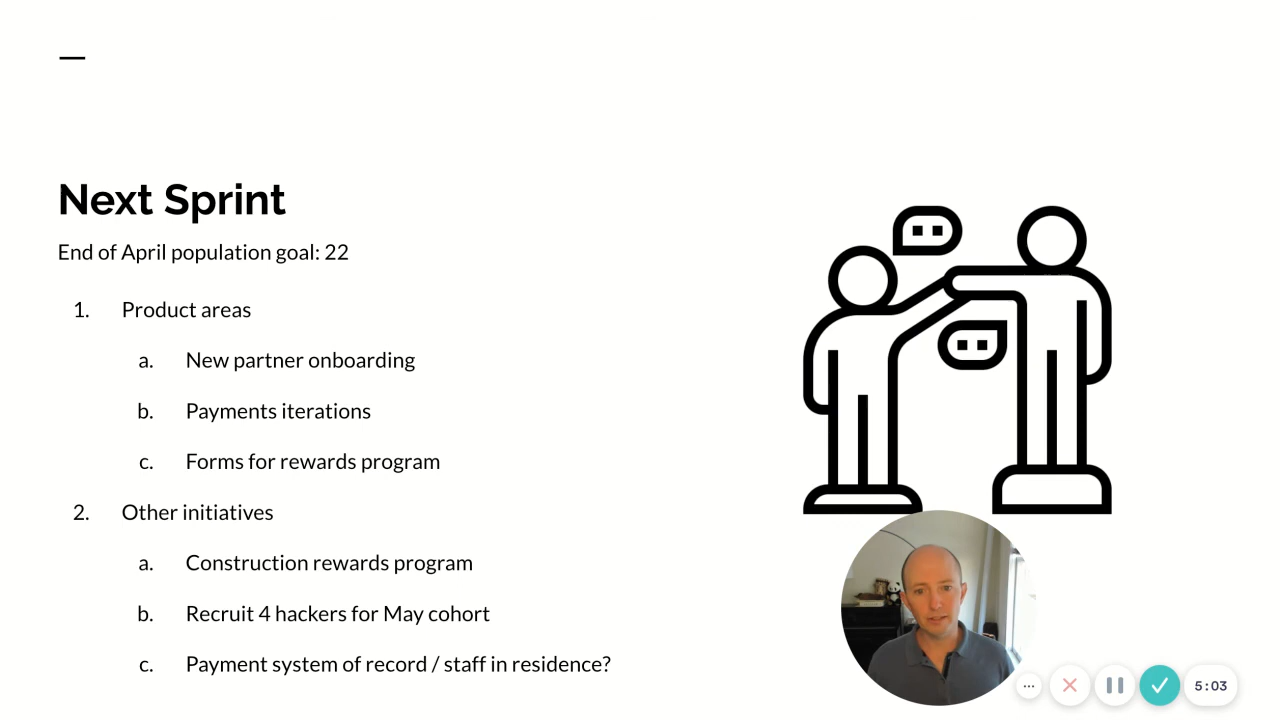 Next Sprint
End of April population goal: 22
1. Product areas
a. New partner onboarding
b. Payments iterations
c. Forms for rewards program
2. Other initiatives
a. Construction rewards program
b. Recruit 4 hackers for May cohort
c. Payment system of record / staff in residence?
5:03